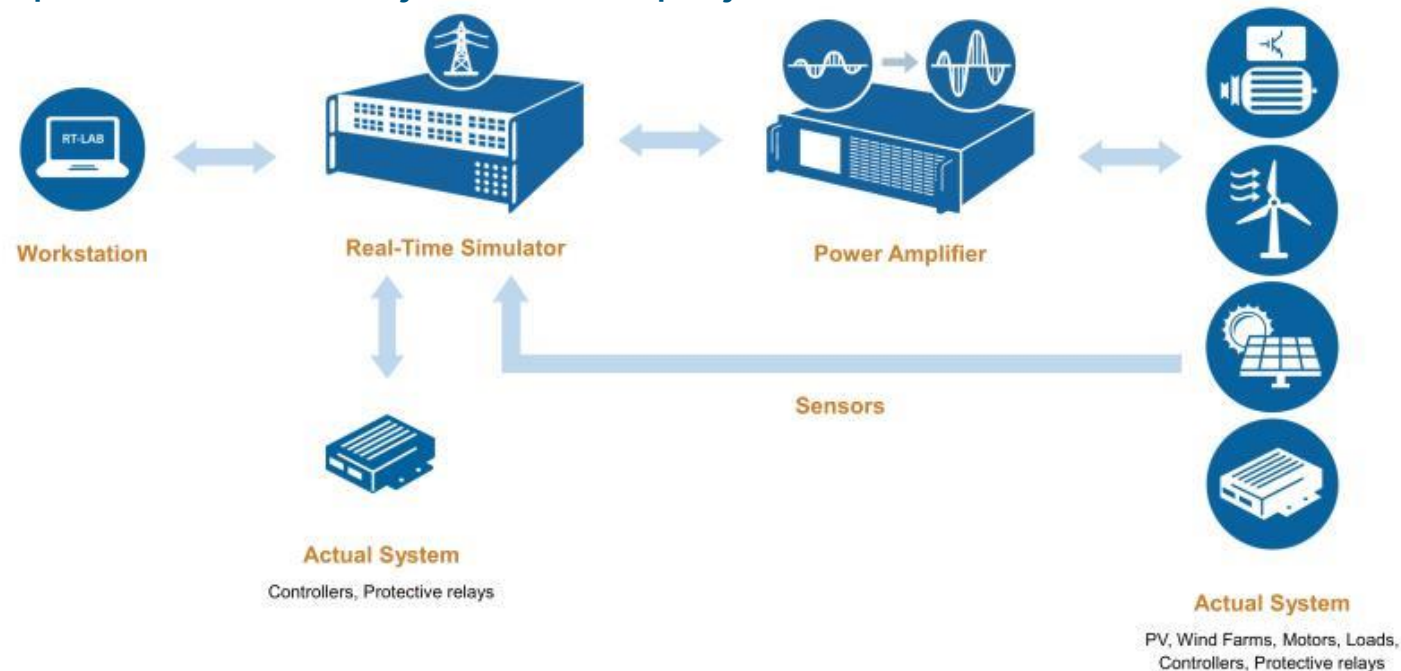 RT-LAB
Workstation
Real-Time Simulator
Power Amplifier
Sensors
Actual System
Controllers, Protective relays
Actual System
PV, Wind Farms, Motors, Loads,
Controllers, Protective relays